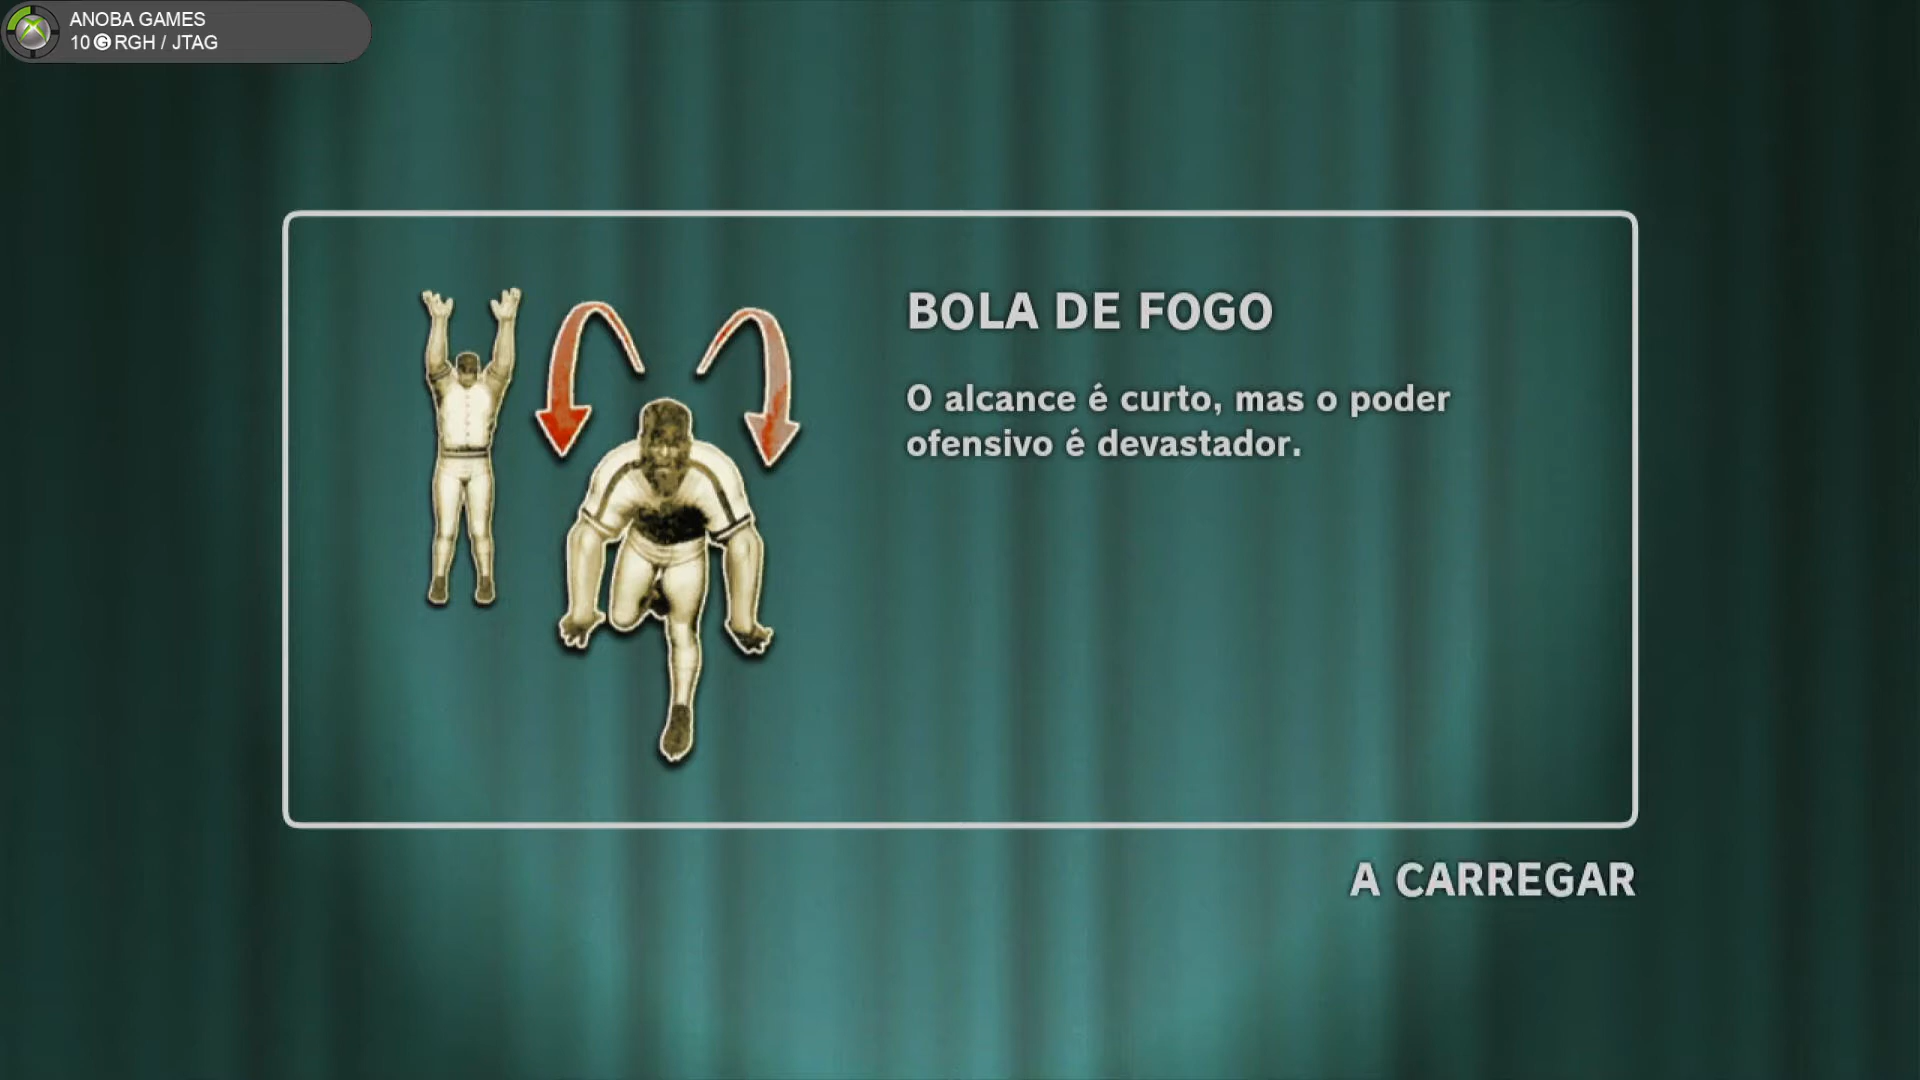 ANOBA GAMES
10 G RGH / JTAG
BOLA DE FOGO
O alcance é curto, mas o poder
ofensivo é devastador.
A CARREGAR